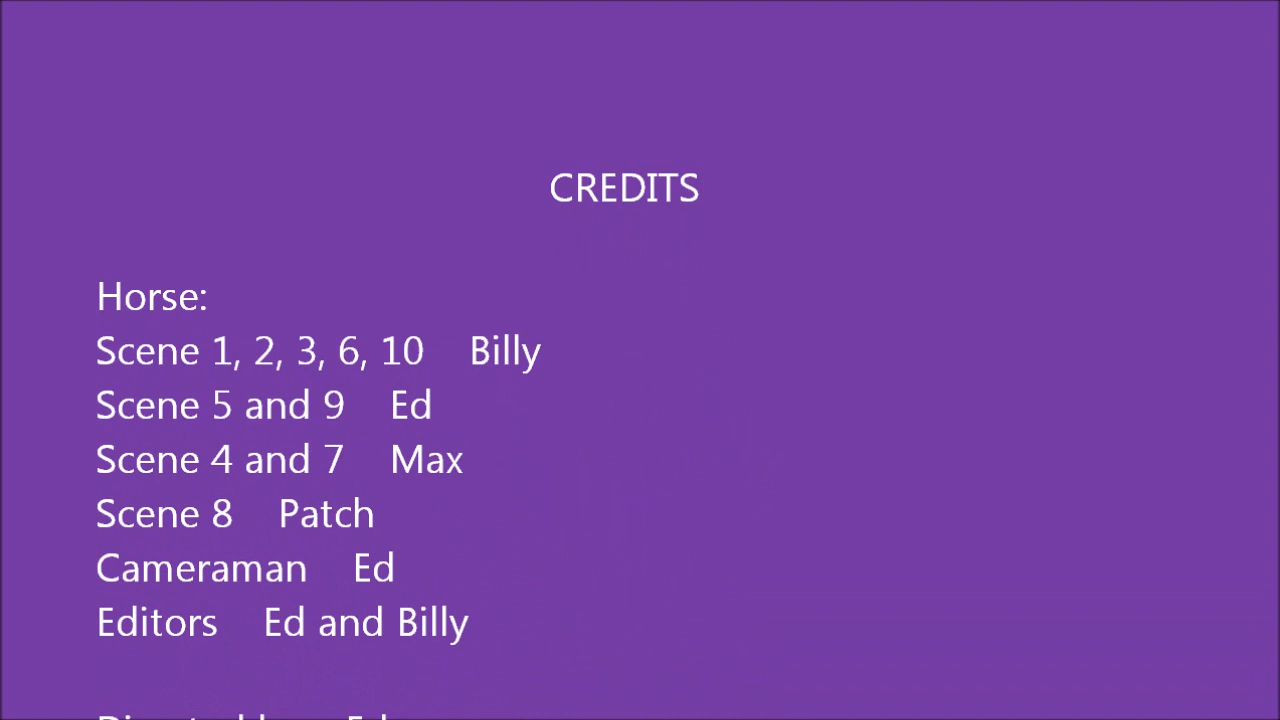 CREDITS
Horse:
Scene 1, 2, 3, 6, 10 Billy
Scene 5 and 9 Ed
Scene 4 and 7 Max
Scene 8 Patch
Cameraman Ed
Editors Ed and Billy